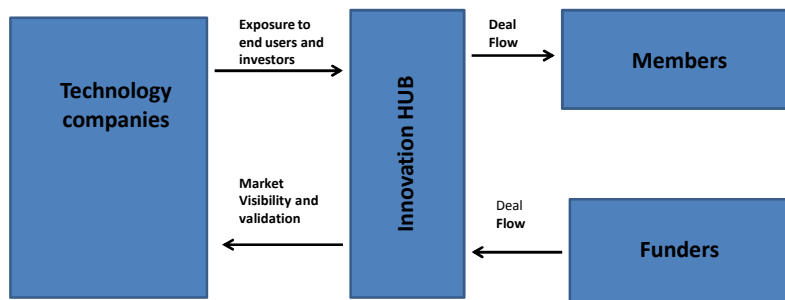 Technology
companies
Exposure to
end users and
investors
Market
Visibility and
validation
Innovation HUB
Deal
Flow
Members
Deal
Flow
Funders